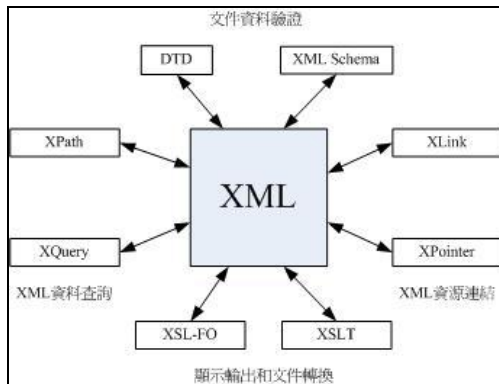 文件資料驗證
DTD
XML Schema
XPath
XLink
XML
XQuery
XPointer
XML資料查詢
XML資源連結
XSL-FO
XSLT
顯示輸出和文件轉換